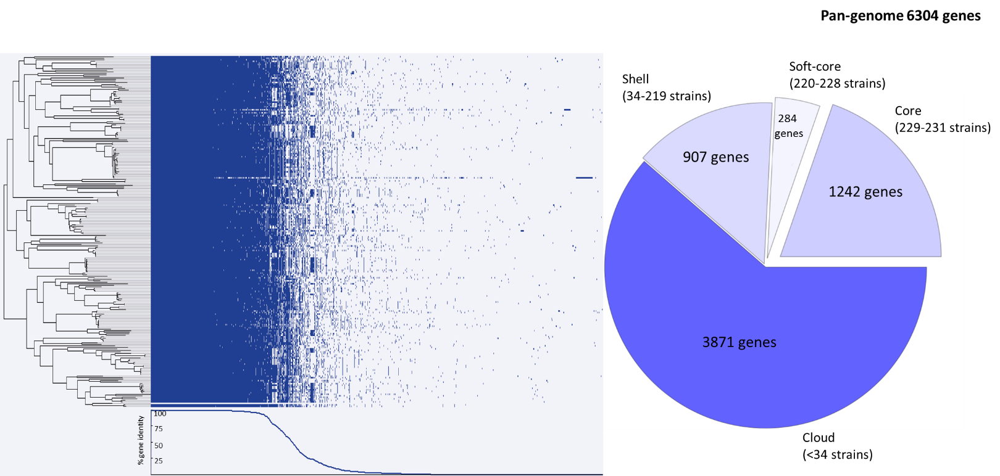 Pan-genome 6304 genes
Soft-core
(220-228 strains)
Shell
(34-219 strains)
Core
(229-231 strains)
284
genes
907 genes
1242 genes
3871 genes
Cloud
(<34 strains)
% gene identity
100
75
50
25